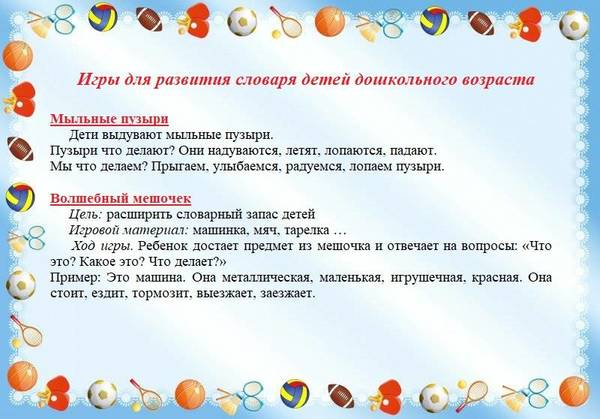 Игры для развития словаря детей дошкольного возраста
Мыльные пузыри
Дети выдувают мыльные пузыри.
Пузыри что делают? Они надуваются, летят, лопаются, падают.
Мы что делаем? Прыгаем, улыбаемся, радуемся, лопаем пузыри.
Волшебный мешочек
Цель: расширить словарный запас детей
Игровой материал: машинка, мяч, тарелка …
Ход игры. Ребенок достает предмет из мешочка и отвечает на вопросы: «Что
это? Какое это? Что делает?»
Пример: Это машина. Она металлическая, маленькая, игрушечная, красная. Она
стоит, ездит, тормозит, выезжает, заезжает.